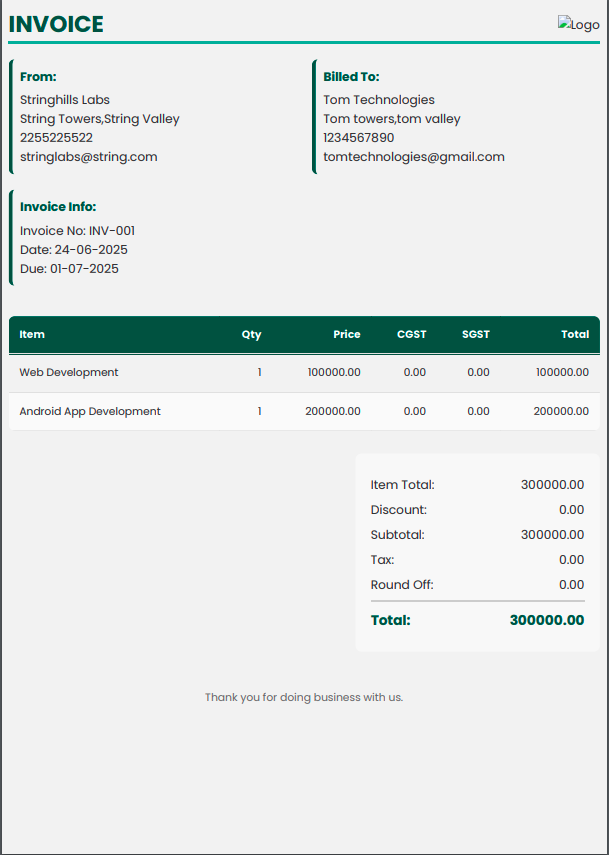 INVOICE
Logo
From:
Stringhills Labs
String Towers,String Valley
2255225522
stringlabs@string.com
Billed To:
Tom Technologies
Tom towers,tom valley
1234567890
tomtechnologies@gmail.com
Invoice Info:
Invoice No: INV-001
Date: 24-06-2025
Due: 01-07-2025
Item Qty Price CGST SGST Total
Web Development 1 100000.00 0.00 0.00 100000.00
Android App Development 1 200000.00 0.00 0.00 200000.00
Item Total: 300000.00
Discount: 0.00
Subtotal: 300000.00
Tax: 0.00
Round Off: 0.00
Total: 300000.00
Thank you for doing business with us.